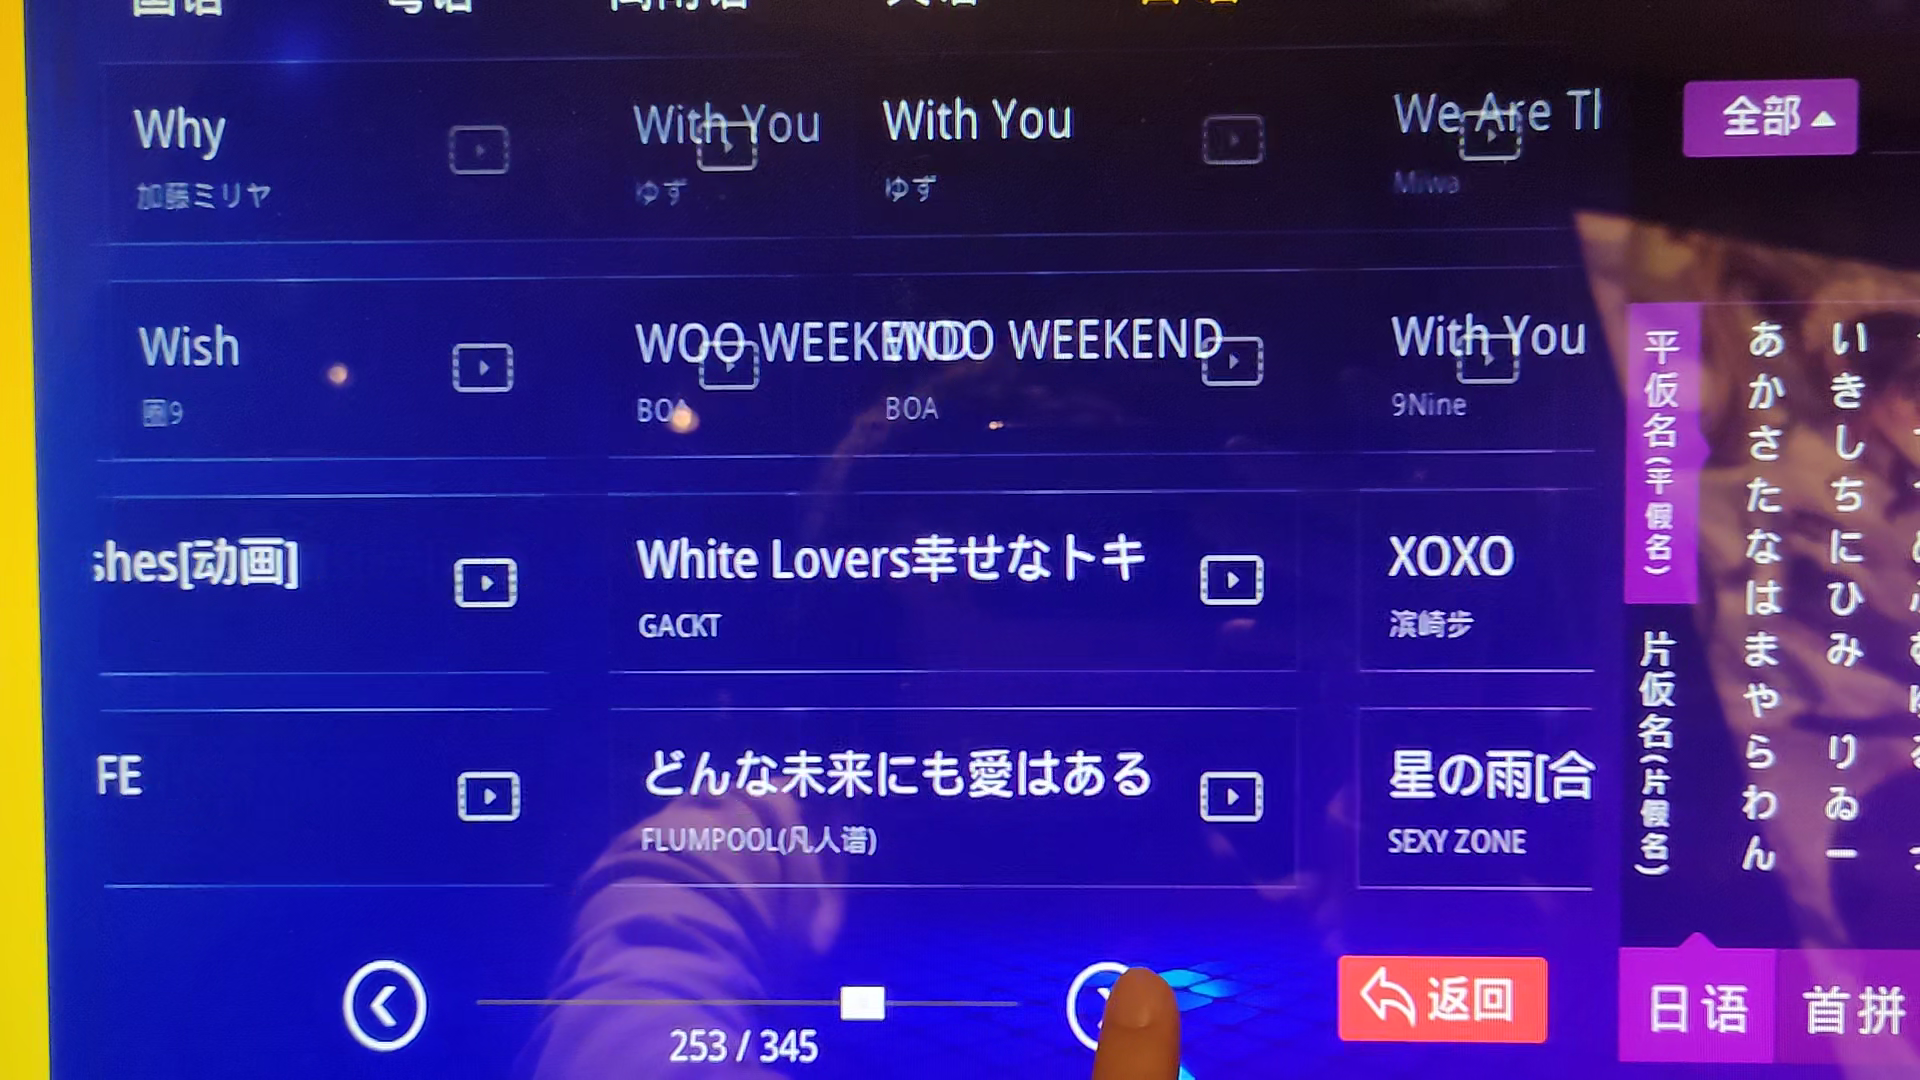 Why
With You
With You
We Are Th
加藤ミリヤ
ゆず
ゆず
Miwa
全部
Wish
WOO WEEKEND
WOO WEEKEND
With You
9
BOA
BOA
9Nine
shes[动画]
White Lovers幸せなトキ
XOXO
GACKT
滨崎步
FE
どんな未来にも愛はある
星の雨[合
FLUMPOOL(凡人谱)
SEXY ZONE
平仮名(平假名)
片仮名(片假名)
あ い
か き
さ し
た ち
な に
は ひ
ま み
や
ら り
わ ゐ
ん ー
253 / 345
返回
日语
首拼